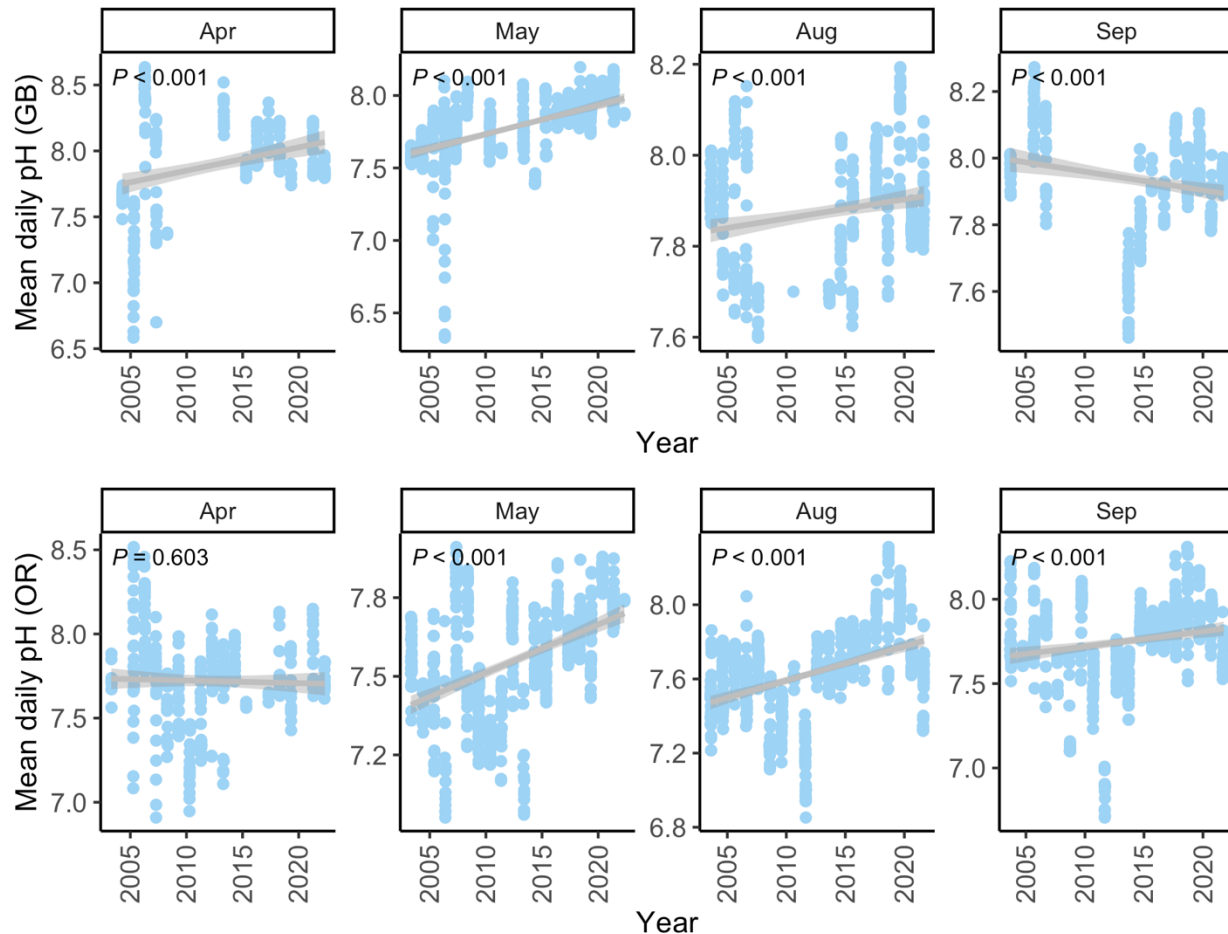 Apr May Aug Sep
P < 0.001 P < 0.001 P < 0.001 P < 0.001
Mean daily pH (GB)
8.5 8.0 7.5 7.0 6.5
8.0 7.5 7.0 6.5
8.2 8.0 7.8 7.6
8.2 8.0 7.8 7.6
2005 2010 2015 2020 2005 2010 2015 2020 2005 2010 2015 2020 2005 2010 2015 2020
Year
Apr May Aug Sep
P = 0.603 P < 0.001 P < 0.001 P < 0.001
Mean daily pH (OR)
8.5 8.0 7.5 7.0
7.8 7.5 7.2
8.0 7.6 7.2 6.8
8.0 7.5 7.0
2005 2010 2015 2020 2005 2010 2015 2020 2005 2010 2015 2020 2005 2010 2015 2020
Year